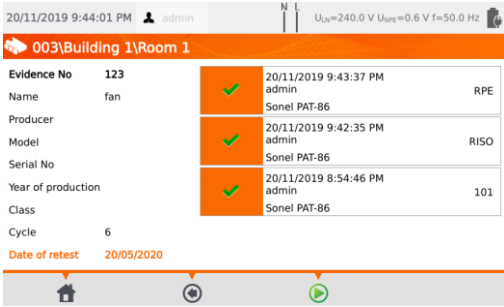 20/11/2019 9:44:01 PM admin N L U_LN=240.0 V U_NPE=0.6 V f=50.0 Hz
003\Building 1\Room 1
Evidence No 123
Name fan
Producer
Model
Serial No
Year of production
Class
Cycle 6
Date of retest 20/05/2020
20/11/2019 9:43:37 PM
admin RPE
Sonel PAT-86
20/11/2019 9:42:35 PM
admin RISO
Sonel PAT-86
20/11/2019 8:54:46 PM
admin 101
Sonel PAT-86